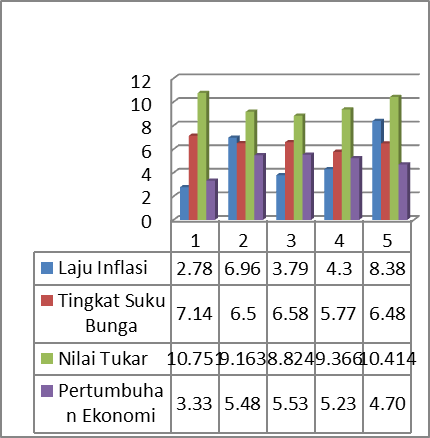 12
10
8
6
4
2
0
1 2 3 4 5
Laju Inflasi 2.78 6.96 3.79 4.3 8.38
Tingkat Suku
Bunga 7.14 6.5 6.58 5.77 6.48
Nilai Tukar 10.751 9.163 8.824 9.366 10.414
Pertumbuha
n Ekonomi 3.33 5.48 5.53 5.23 4.70